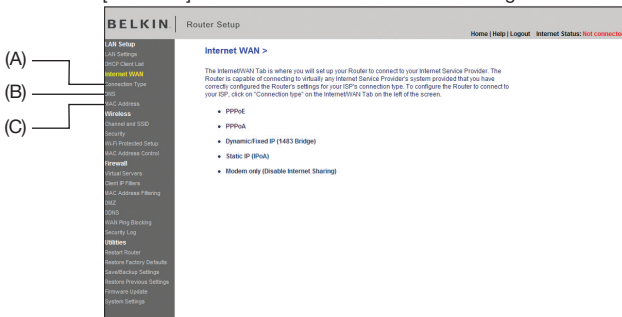 BELKIN. Router Setup
Home | Help | Logout Internet Status: Not connected
LAN Setup
LAN Settings
DHCP Client List
Internet WAN
Connection Type
DNS
MAC Address
Wireless
Channel and SSID
Security
Wi-Fi Protected Setup
MAC Address Control
Firewall
Virtual Servers
Client IP Filters
MAC Address Filtering
DMZ
DDNS
WAN Ping Blocking
Security Log
Utilities
Restart Router
Restore Factory Defaults
Save/Backup Settings
Restore Previous Settings
Firmware Update
System Settings
(A)
(B)
(C)
Internet WAN >
The Internet/WAN Tab is where you will set up your Router to connect to your Internet Service Provider. The
Router is capable of connecting to virtually any Internet Service Provider's system provided that you have
correctly configured the Router's settings for your ISP's connection type. To configure the Router to connect to
your ISP, click on "Connection type" on the Internet/WAN Tab on the left of the screen.
• PPPoE
• PPPoA
• Dynamic/Fixed IP (1483 Bridge)
• Static IP (IPoA)
• Modem only (Disable Internet Sharing)